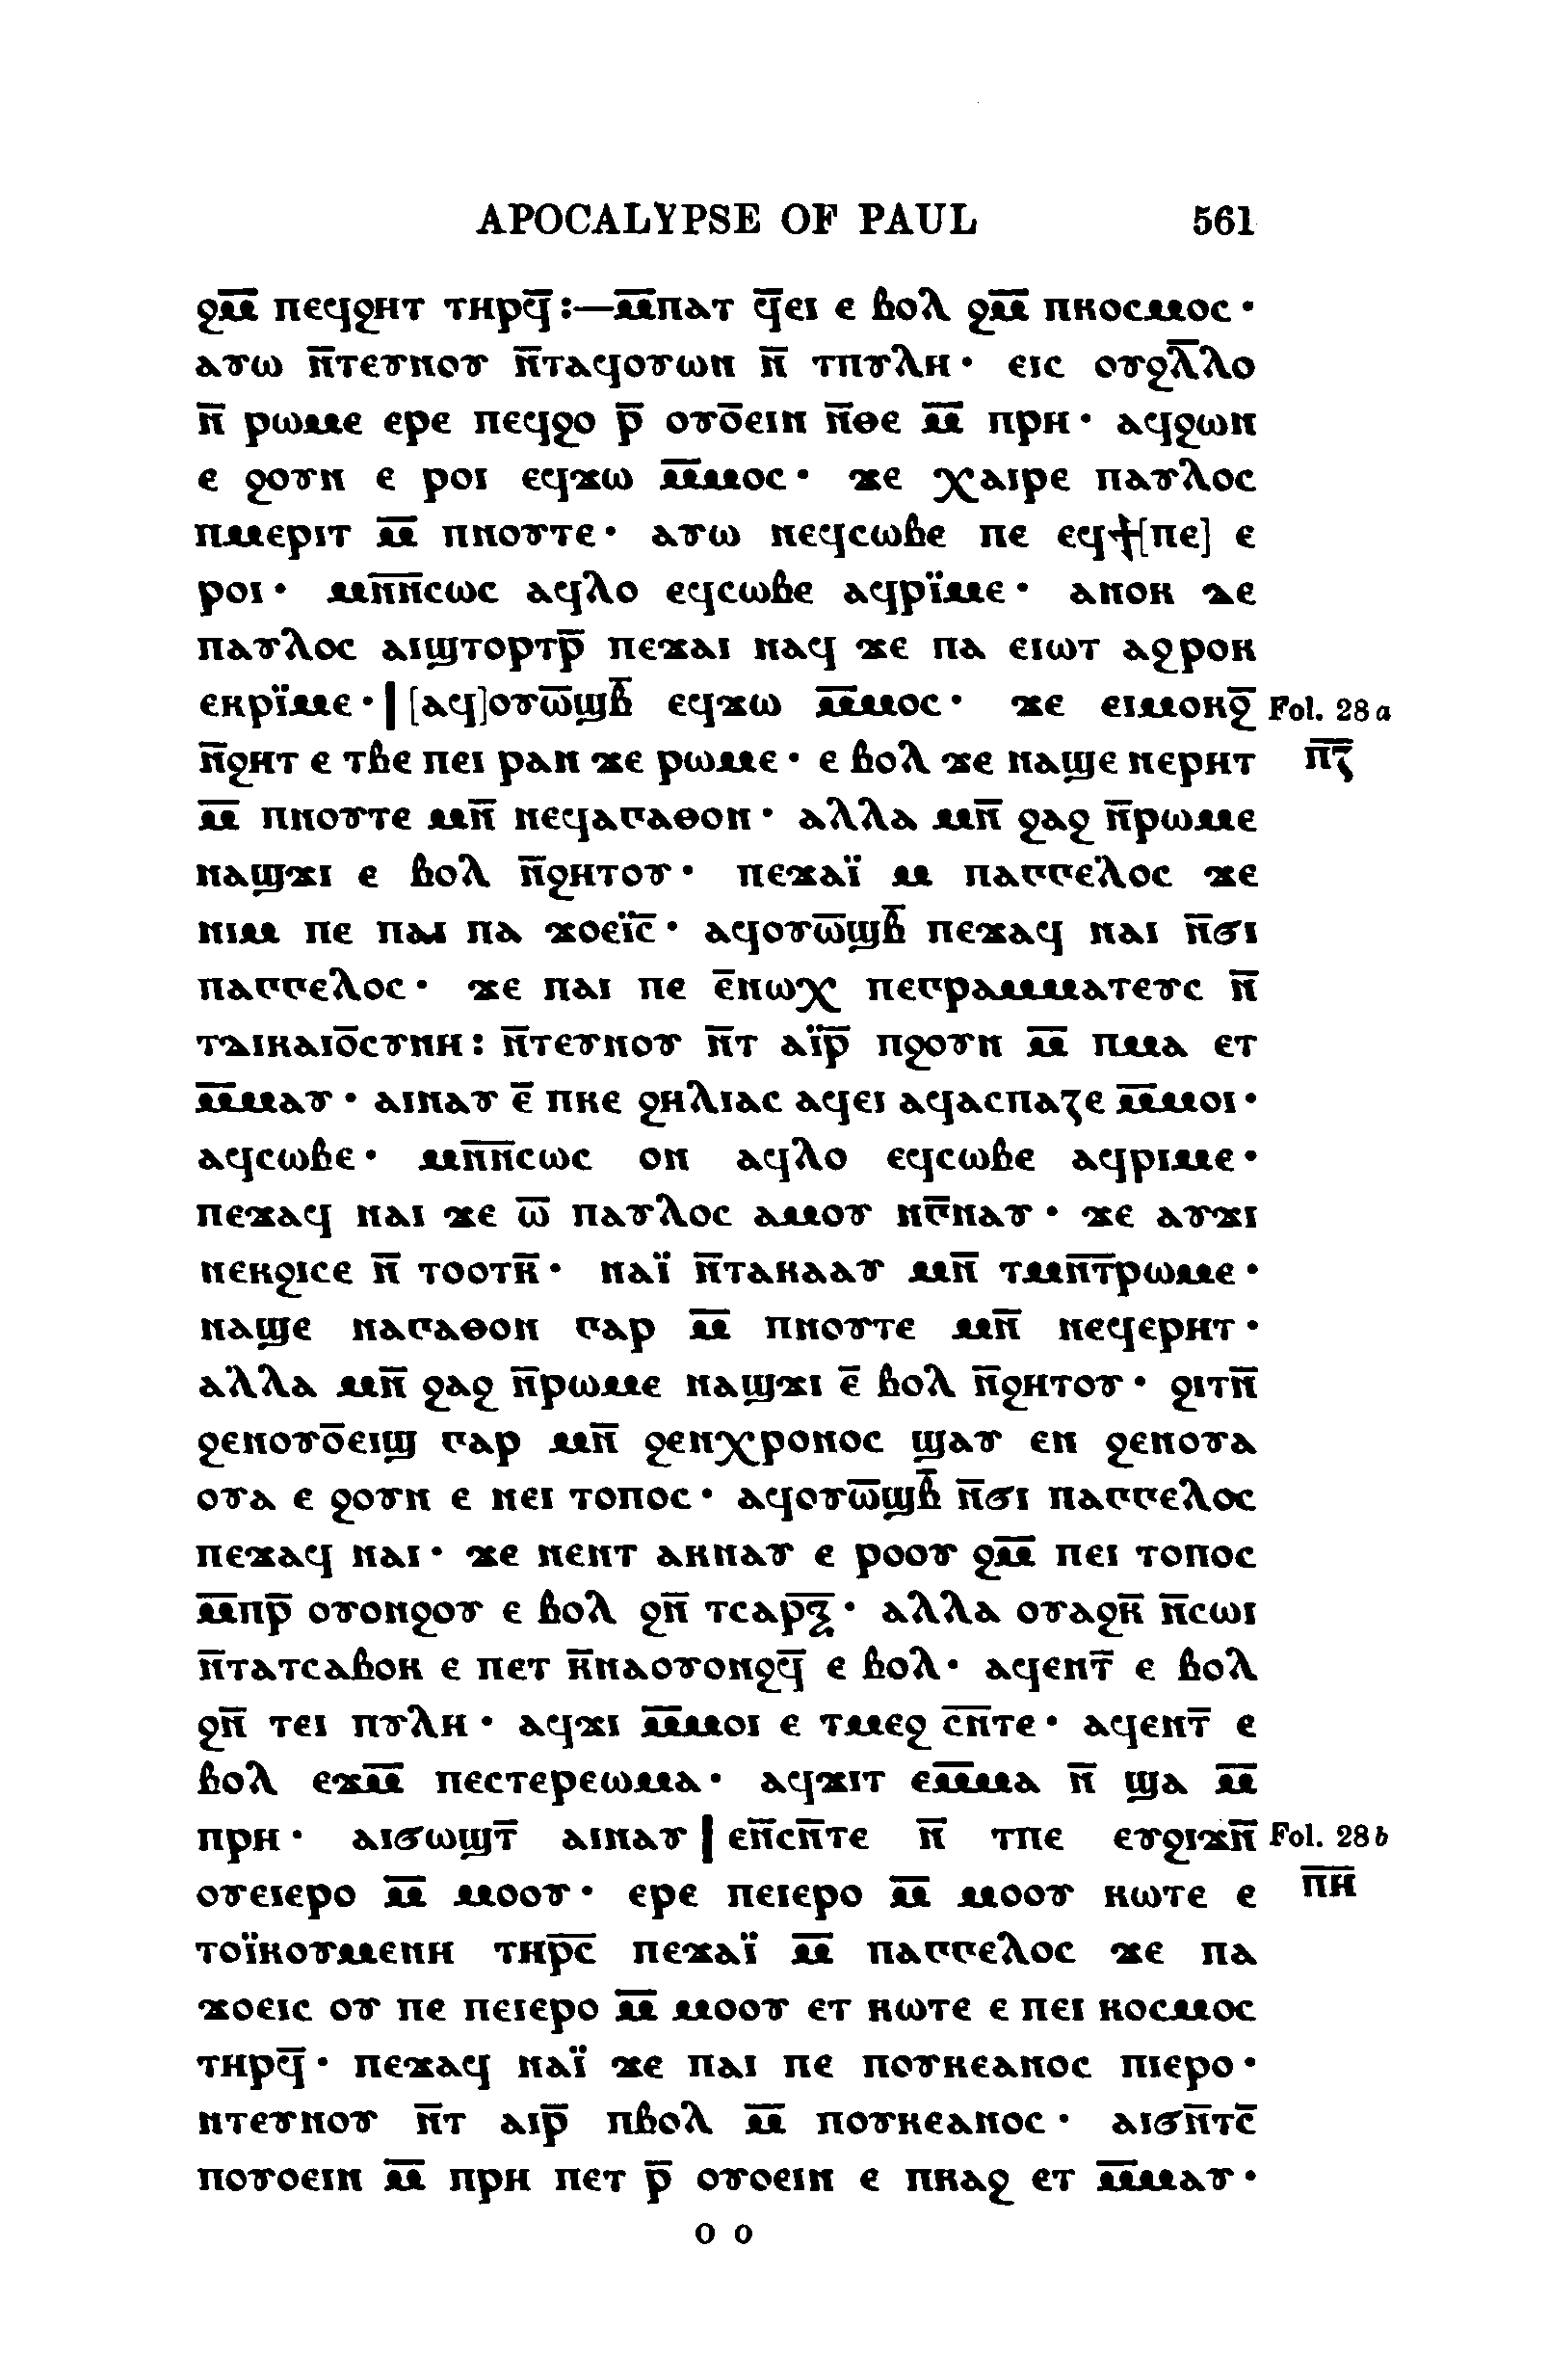 APOCALYPSE OF PAUL 561
ϩⲙ̅ ⲡⲉϥϩⲏⲧ ⲧⲏⲣϥ̅ :—ⲙ̅ⲡⲁⲧ ϥ̅ⲉⲓ ⲉ ⲃⲟⲗ ϩⲙ̅ ⲡⲕⲟⲥⲙⲟⲥ ·
ⲁⲩⲱ ⲛ̅ⲧⲉⲩⲛⲟⲩ ⲛ̅ⲧⲁϥⲟⲩⲱⲛ ⲛ̅ ⲧⲡⲩⲗⲏ · ⲉⲓⲥ ⲟⲩϩⲗ̅ⲗⲟ
ⲛ̅ ⲣⲱⲙⲉ ⲉⲣⲉ ⲡⲉϥϩⲟ ⲣ̅ ⲟⲩⲟ̅ⲉⲓⲛ ⲛ̅ⲑⲉ ⲙ̅ ⲡⲣⲏ · ⲁϥϩⲱⲛ
ⲉ ϩⲟⲩⲛ ⲉ ⲣⲟⲓ ⲉϥϫⲱ ⲙ̅ⲙⲟⲥ · ϫⲉ ⲭⲁⲓⲣⲉ ⲡⲁⲩⲗⲟⲥ
ⲡⲙⲉⲣⲓⲧ ⲙ̅ ⲡⲛⲟⲩⲧⲉ · ⲁⲩⲱ ⲛⲉϥⲥⲱⲃⲉ ⲡⲉ ⲉϥϯ[ⲡⲉ] ⲉ
ⲣⲟⲓ · ⲙⲛ̅ⲛ̅ⲥⲱⲥ ⲁϥⲗⲟ ⲉϥⲥⲱⲃⲉ ⲁϥⲣⲓ̈ⲙⲉ · ⲁⲛⲟⲕ ⲇⲉ
ⲡⲁⲩⲗⲟⲥ ⲁⲓϣⲧⲟⲣⲧⲣ̅ ⲡⲉϫⲁⲓ ⲛⲁϥ ϫⲉ ⲡⲁ ⲉⲓⲱⲧ ⲁϩⲣⲟⲕ
ⲉⲕⲣⲓ̈ⲙⲉ · | [ⲁϥ]ⲟⲩⲱ̅ϣⲃ̅ ⲉϥϫⲱ ⲙ̅ⲙⲟⲥ · ϫⲉ ⲉⲓⲙⲟⲕϩ̅ Fol. 28 a
ⲛ̅ϩⲏⲧ ⲉ ⲧⲃⲉ ⲡⲉⲓ ⲣⲁⲛ ϫⲉ ⲣⲱⲙⲉ · ⲉ ⲃⲟⲗ ϫⲉ ⲛⲁϣⲉ ⲛⲉⲣⲏⲧ ⲡ̅ⲍ̅
ⲙ̅ ⲡⲛⲟⲩⲧⲉ ⲙⲛ̅ ⲛⲉϥⲁⲅⲁⲑⲟⲛ · ⲁⲗⲗⲁ ⲙⲛ̅ ϩⲁϩ ⲛ̅ⲣⲱⲙⲉ
ⲛⲁϣϫⲓ ⲉ ⲃⲟⲗ ⲛ̅ϩⲏⲧⲟⲩ · ⲡⲉϫⲁⲓ̈ ⲙ ⲡⲁⲅⲅⲉⲗⲟⲥ ϫⲉ
ⲛⲓⲙ ⲡⲉ ⲡⲁⲓ ⲡⲁ ϫⲟⲉⲓ̈ⲥ̅ · ⲁϥⲟⲩⲱ̅ϣⲃ̅ ⲡⲉϫⲁϥ ⲛⲁⲓ ⲛ̅ϭⲓ
ⲡⲁⲅⲅⲉⲗⲟⲥ · ϫⲉ ⲡⲁⲓ ⲡⲉ ⲉ̅ⲛⲱⲭ ⲡⲉⲅⲣⲁⲙⲙⲁⲧⲉⲩⲥ ⲛ̅
ⲧⲇⲓⲕⲁⲓⲟ̅ⲥⲩⲛⲏ : ⲛ̅ⲧⲉⲩⲛⲟⲩ ⲛ̅ⲧ ⲁⲓ̈ⲣ̅ ⲡϩⲟⲩⲛ ⲙ̅ ⲡⲙⲁ ⲉⲧ
ⲙ̅ⲙⲁⲩ · ⲁⲓⲛⲁⲩ ⲉ̅ ⲡⲕⲉ ϩⲏⲗⲓⲁⲥ ⲁϥⲉⲓ ⲁϥⲁⲥⲡⲁⲍⲉ ⲙ̅ⲙⲟⲓ ·
ⲁϥⲥⲱⲃⲉ · ⲙⲛ̅ⲛ̅ⲥⲱⲥ ⲟⲛ ⲁϥⲗⲟ ⲉϥⲥⲱⲃⲉ ⲁϥⲣⲓⲙⲉ ·
ⲡⲉϫⲁϥ ⲛⲁⲓ ϫⲉ ⲱ̅ ⲡⲁⲩⲗⲟⲥ ⲁⲙⲟⲩ ⲛⲅ̅ⲛⲁⲩ · ϫⲉ ⲁⲩϫⲓ
ⲛⲉⲕϩⲓⲥⲉ ⲛ̅ ⲧⲟⲟⲧⲕ̅ · ⲛⲁⲓ̈ ⲛ̅ⲧⲁⲕⲁⲁⲩ ⲙⲛ̅ ⲧⲙⲛ̅ⲧ̅ⲣⲱⲙⲉ ·
ⲛⲁϣⲉ ⲛⲁⲅⲁⲑⲟⲛ ⲅⲁⲣ ⲙ̅ ⲡⲛⲟⲩⲧⲉ ⲙⲛ̅ ⲛⲉϥⲉⲣⲏⲧ ·
ⲁⲗⲗⲁ ⲙⲛ̅ ϩⲁϩ ⲛ̅ⲣⲱⲙⲉ ⲛⲁϣϫⲓ ⲉ̅ ⲃⲟⲗ ⲛ̅ϩⲏⲧⲟⲩ · ϩⲓⲧⲛ̅
ϩⲉⲛⲟⲩⲟ̅ⲉⲓϣ ⲅⲁⲣ ⲙⲛ̅ ϩⲉⲛⲭⲣⲟⲛⲟⲥ ϣⲁⲩ ⲉⲛ ϩⲉⲛⲟⲩⲁ
ⲟⲩⲁ ⲉ ϩⲟⲩⲛ ⲉ ⲛⲉⲓ ⲧⲟⲡⲟⲥ · ⲁϥⲟⲩⲱ̅ϣⲃ̅ ⲛ̅ϭⲓ ⲡⲁⲅⲅⲉⲗⲟⲥ
ⲡⲉϫⲁϥ ⲛⲁⲓ · ϫⲉ ⲛⲉⲛⲧ ⲁⲕⲛⲁⲩ ⲉ ⲣⲟⲟⲩ ϩⲙ̅ ⲡⲉⲓ ⲧⲟⲡⲟⲥ
ⲙ̅ⲡⲣ̅ ⲟⲩⲟⲛϩⲟⲩ ⲉ ⲃⲟⲗ ϩⲛ̅ ⲧⲥⲁⲣⲝ̅ · ⲁⲗⲗⲁ ⲟⲩⲁϩⲕ̅ ⲛ̅ⲥⲱⲓ
ⲛ̅ⲧⲁⲧⲥⲁⲃⲟⲕ ⲉ ⲡⲉⲧ ⲕ̅ⲛⲁⲟⲩⲟⲛϩϥ̅ ⲉ ⲃⲟⲗ · ⲁϥⲉⲛⲧ̅ ⲉ ⲃⲟⲗ
ϩⲛ̅ ⲧⲉⲓ ⲡⲩⲗⲏ · ⲁϥϫⲓ ⲙ̅ⲙⲟⲓ ⲉ ⲧⲙⲉϩ ⲥ̅ⲛ̅ⲧⲉ · ⲁϥⲉⲛⲧ̅ ⲉ
ⲃⲟⲗ ⲉϫⲙ̅ ⲡⲉⲥⲧⲉⲣⲉⲱⲙⲁ · ⲁϥϫⲓⲧ ⲉⲙ̅ⲙⲁ ⲛ̅ ϣⲁ ⲙ̅
ⲡⲣⲏ · ⲁⲓϭⲱϣⲧ̅ ⲁⲓⲛⲁⲩ | ⲉⲛ̅ⲥⲛ̅ⲧⲉ ⲛ̅ ⲧⲡⲉ ⲉⲩϩⲓϫⲛ̅ Fol. 28 b
ⲟⲩⲉⲓⲉⲣⲟ ⲙ̅ ⲙⲟⲟⲩ · ⲉⲣⲉ ⲡⲉⲓⲉⲣⲟ ⲙ̅ ⲙⲟⲟⲩ ⲕⲱⲧⲉ ⲉ ⲡ̅ⲏ̅
ⲧⲟⲓ̈ⲕⲟⲩⲙⲉⲛⲏ ⲧⲏⲣⲥ̅ ⲡⲉϫⲁⲓ̈ ⲙ̅ ⲡⲁⲅⲅⲉⲗⲟⲥ ϫⲉ ⲡⲁ
ϫⲟⲉⲓⲥ ⲟⲩ ⲡⲉ ⲡⲉⲓⲉⲣⲟ ⲙ̅ ⲙⲟⲟⲩ ⲉⲧ ⲕⲱⲧⲉ ⲉ ⲡⲉⲓ ⲕⲟⲥⲙⲟⲥ
ⲧⲏⲣϥ̅ · ⲡⲉϫⲁϥ ⲛⲁⲓ̈ ϫⲉ ⲡⲁⲓ ⲡⲉ ⲡⲟⲩⲕⲉⲁⲛⲟⲥ ⲡⲓⲉⲣⲟ ·
ⲛⲧⲉⲩⲛⲟⲩ ⲛ̅ⲧ ⲁⲓⲣ̅ ⲡⲃⲟⲗ ⲙ̅ ⲡⲟⲩⲕⲉⲁⲛⲟⲥ · ⲁⲓϭⲛ̅ⲧⲥ̅
ⲡⲟⲩⲟⲉⲓⲛ ⲙ̅ ⲡⲣⲏ ⲡⲉⲧ ⲣ̅ ⲟⲩⲟⲉⲓⲛ ⲉ ⲡⲕⲁϩ ⲉⲧ ⲙ̅ⲙⲁⲩ ·
O O